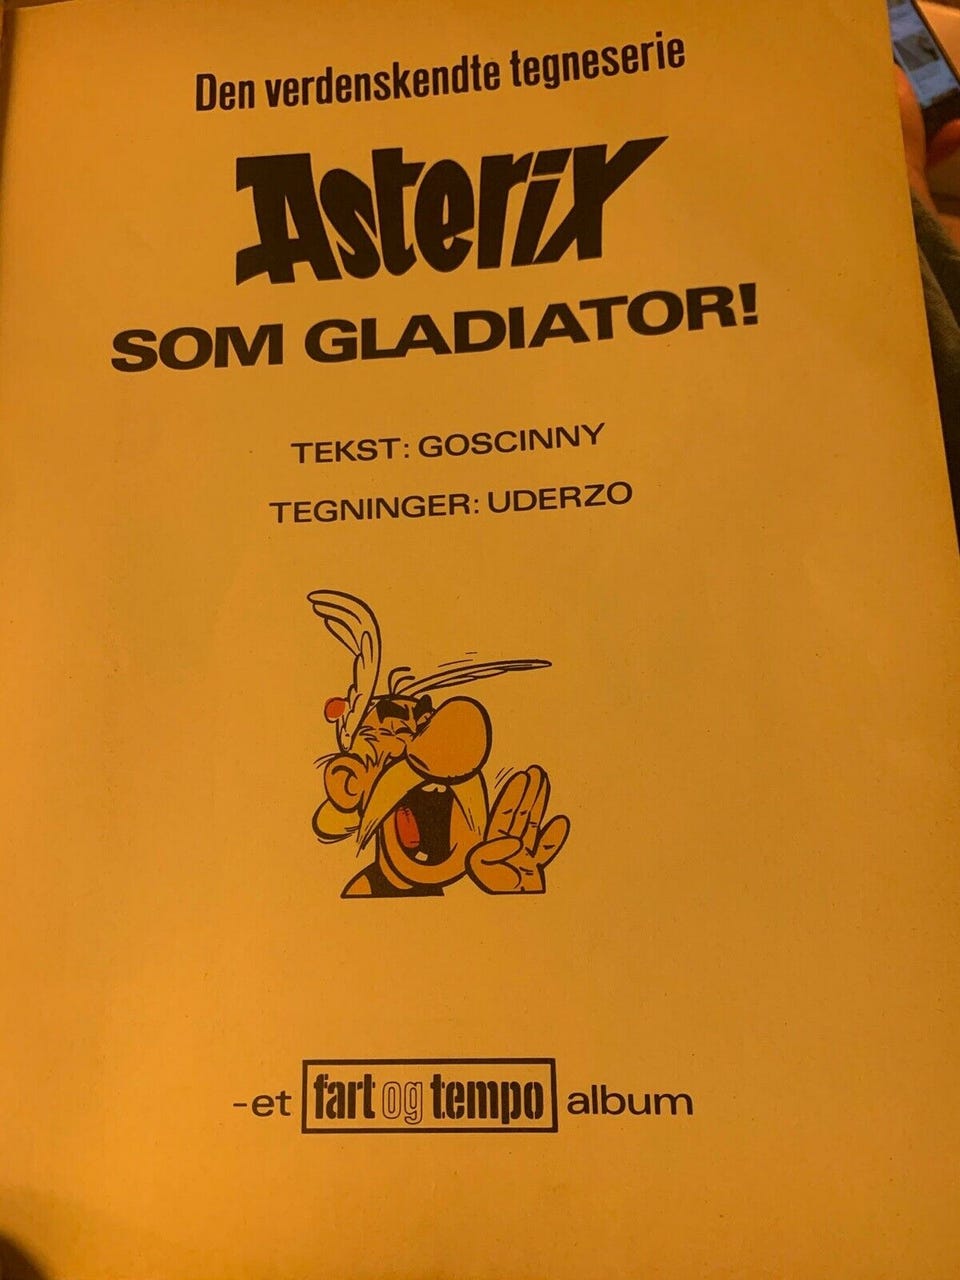 Den verdenskendte tegneserie
Asterix
SOM GLADIATOR!
TEKST: GOSCINNY
TEGNINGER: UDERZO
-et fart og tempo album